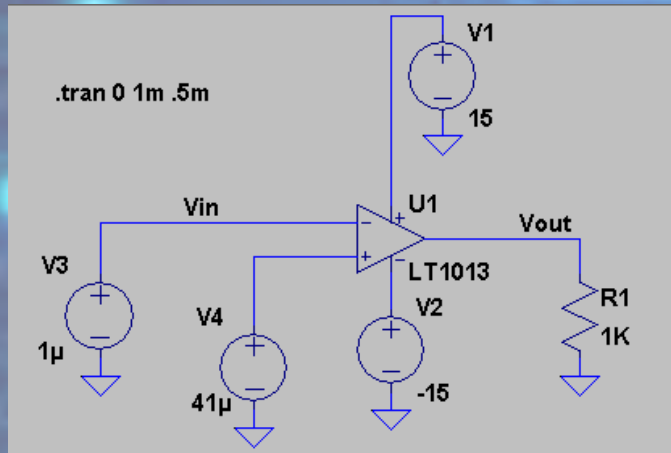 V1
.tran 0 1m .5m
15
Vin
U1
Vout
V3
LT1013
V4
V2
R1
1K
1µ
41µ
-15